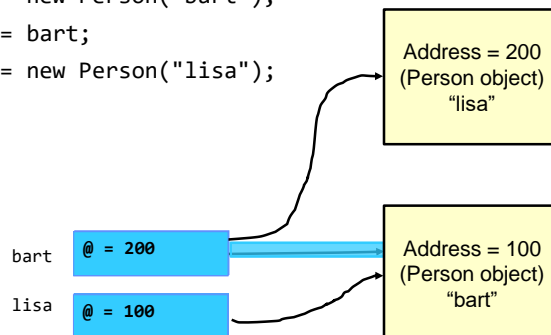 new Person("bart");
= bart;
= new Person("lisa");
Address = 200
(Person object)
“lisa”
bart
@ = 200
lisa
@ = 100
Address = 100
(Person object)
“bart”